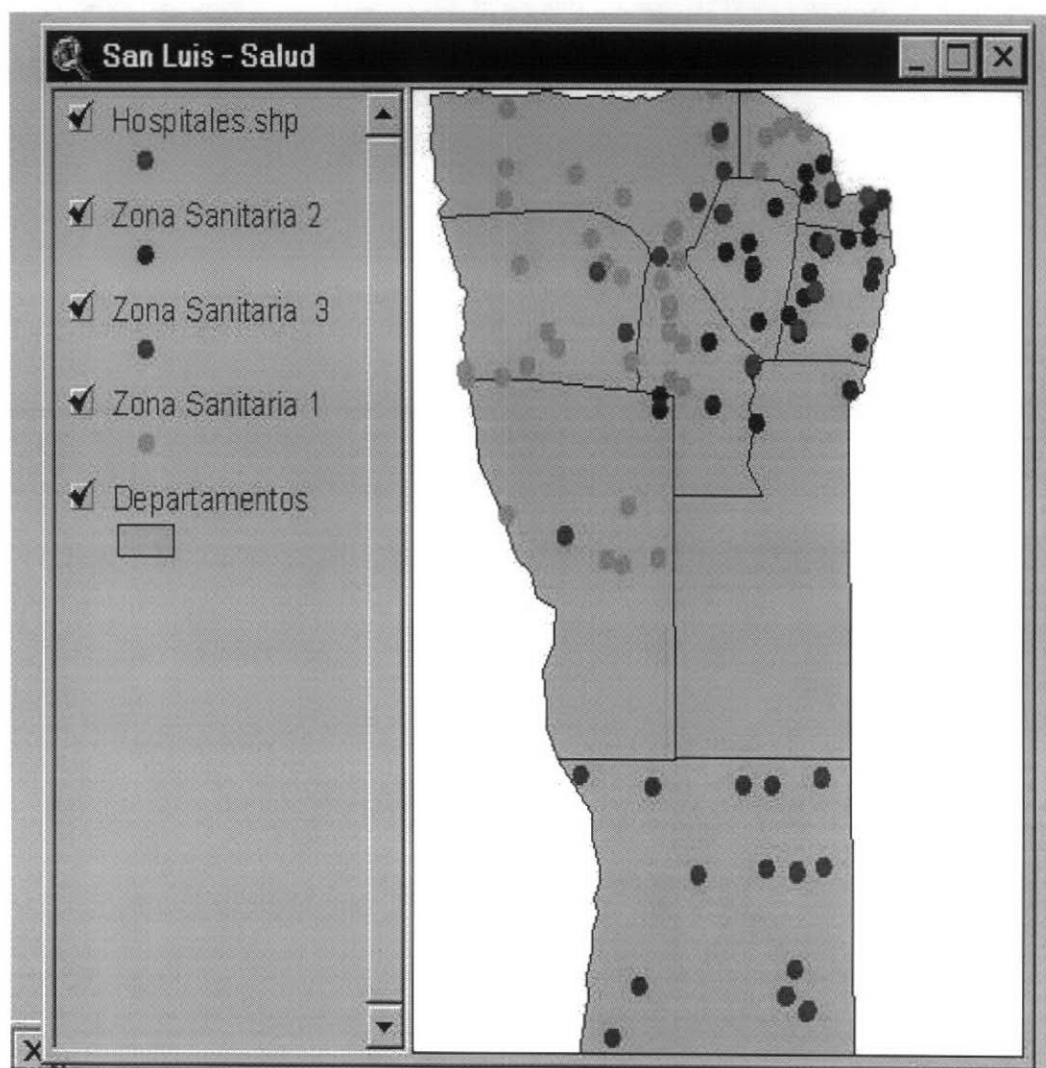 San Luis - Salud
Hospitales.shp
Zona Sanitaria 2
Zona Sanitaria 3
Zona Sanitaria 1
Departamentos